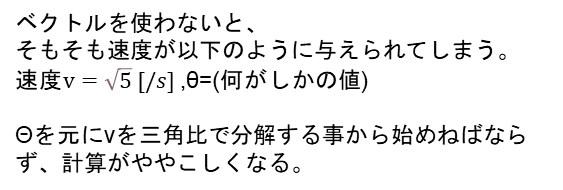 ベクトルを使わないと、
そもそも速度が以下のように与えられてしまう。
速度v = √5 [/s] ,θ=(何がしかの値)
Θを元にvを三角比で分解する事から始めねばなら
ず、計算がややこしくなる。